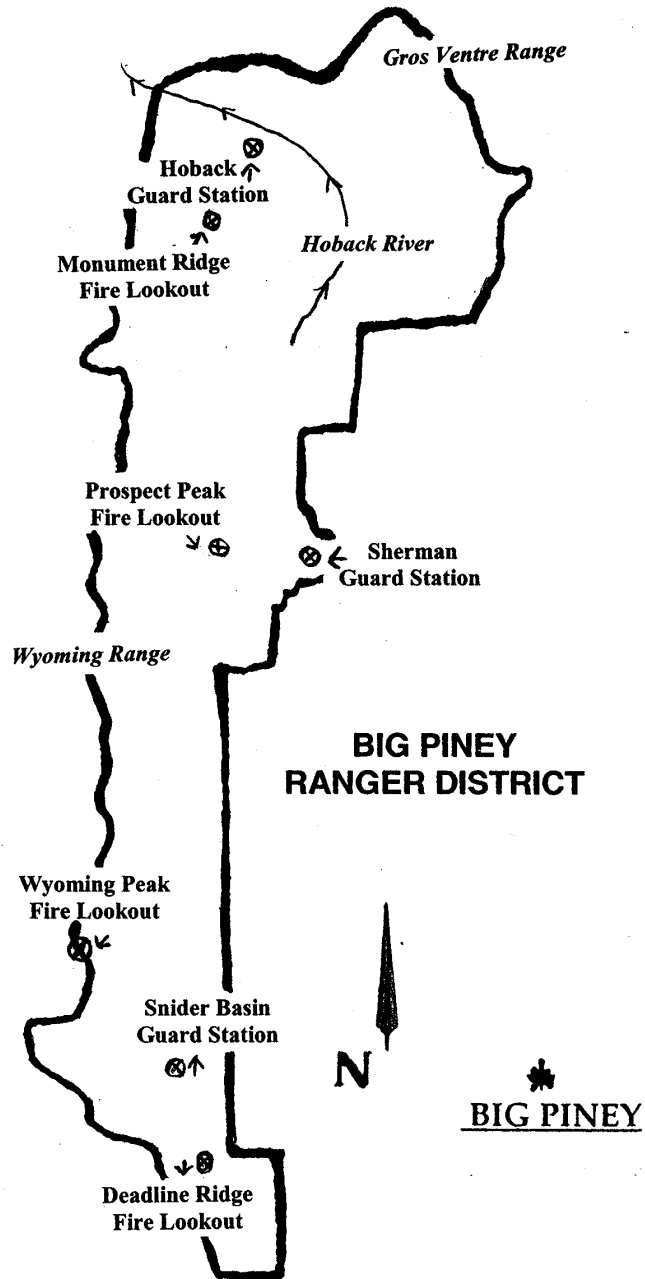 Gros Ventre Range
Hoback
Guard Station
Hoback River
Monument Ridge
Fire Lookout
Prospect Peak
Fire Lookout
Sherman
Guard Station
Wyoming Range
BIG PINEY
RANGER DISTRICT
Wyoming Peak
Fire Lookout
Snider Basin
Guard Station
N
BIG PINEY
Deadline Ridge
Fire Lookout